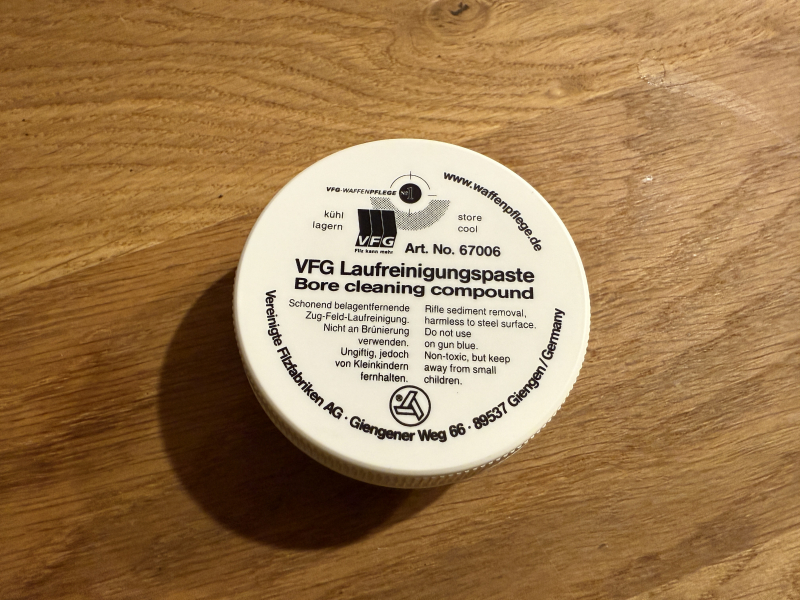 VFG-WAFFENPFLEGE No 1
www.waffenpflege.de
kühl
lagern
store
cool
VFG
Filz kann mehr
Art. No. 67006
VFG Laufreinigungspaste
Bore cleaning compound
Schonend belagentfernende
Zug-Feld-Laufreinigung.
Nicht an Brünierung
verwenden.
Ungiftig, jedoch
von Kleinkindern
fernhalten.
Rifle sediment removal,
harmless to steel surface.
Do not use
on gun blue.
Non-toxic, but keep
away from small
children.
Vereinigte Filzfabriken AG · Giengener Weg 66 · 89537 Giengen/Germany